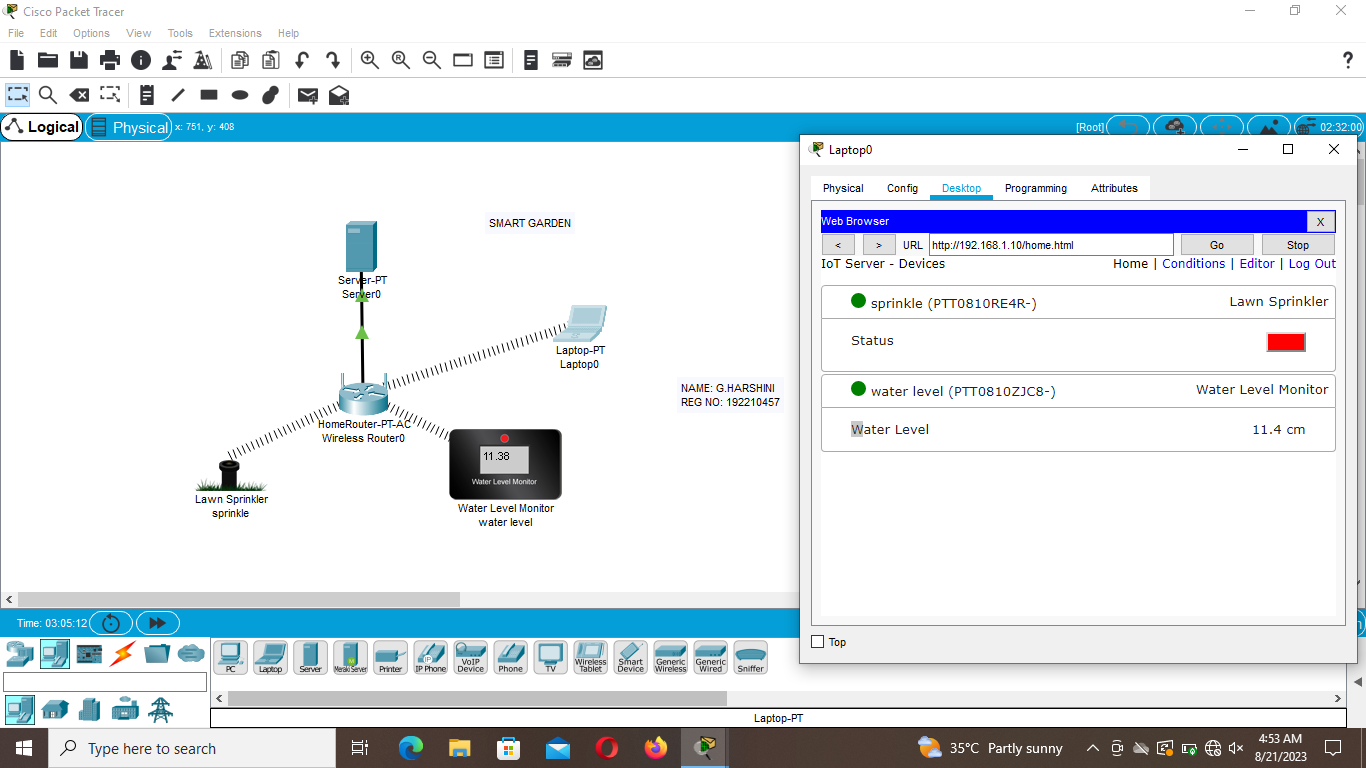 Cisco Packet Tracer
File Edit Options View Tools Extensions Help
Logical
Physical
x: 751, y: 408
[Root]
02:32:00
SMART GARDEN
Server-PT
Server0
Laptop-PT
Laptop0
NAME: G.HARSHINI
REG NO: 192210457
HomeRouter-PT-AC
Wireless Router0
11.38
Water Level Monitor
Lawn Sprinkler
sprinkle
Water Level Monitor
water level
Laptop0
Physical Config Desktop Programming Attributes
Web Browser
X
< > URL http://192.168.1.10/home.html Go Stop
IoT Server - Devices
Home | Conditions | Editor | Log Out
sprinkle (PTT0810RE4R-) Lawn Sprinkler
Status
water level (PTT0810ZJC8-) Water Level Monitor
Water Level 11.4 cm
Top
Time: 03:05:12
PC
Laptop
Server
Meraki Server
Printer
IP Phone
VoIP Device
Phone
TV
Wireless Tablet
Smart Device
Generic Wireless
Generic Wired
Sniffer
Laptop-PT
Type here to search
35°C Partly sunny
4:53 AM
8/21/2023